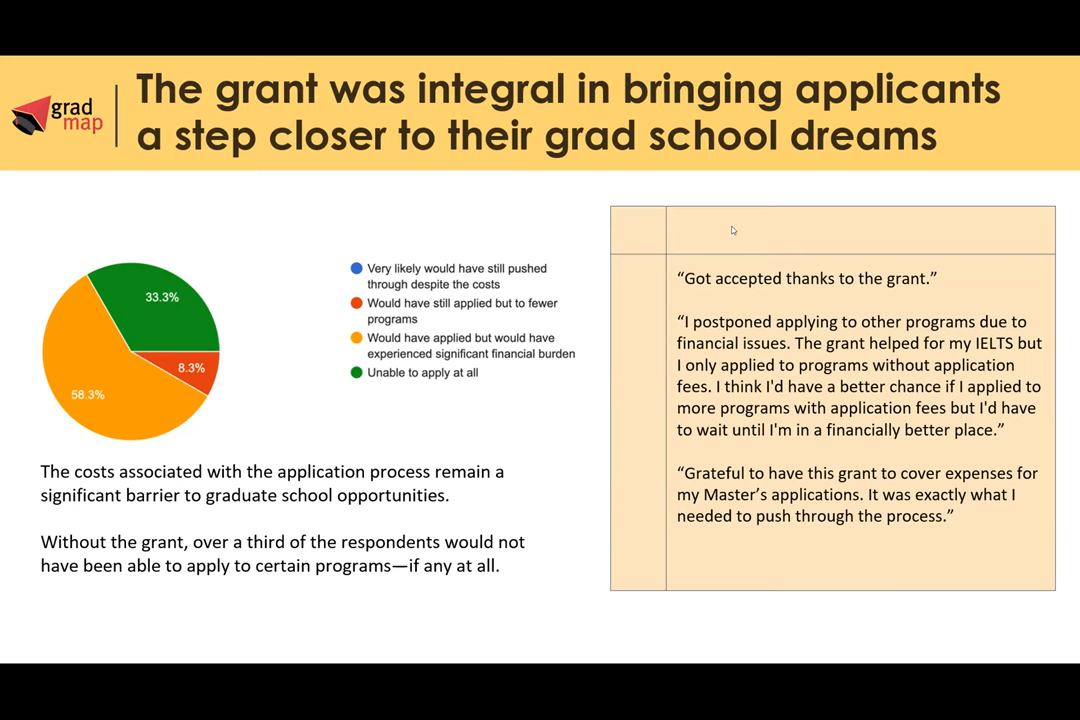 grad
map
The grant was integral in bringing applicants
a step closer to their grad school dreams
33.3%
8.3%
58.3%
Very likely would have still pushed
through despite the costs
Would have still applied but to fewer
programs
Would have applied but would have
experienced significant financial burden
Unable to apply at all
The costs associated with the application process remain a
significant barrier to graduate school opportunities.
Without the grant, over a third of the respondents would not
have been able to apply to certain programs—if any at all.
“Got accepted thanks to the grant.”
“I postponed applying to other programs due to
financial issues. The grant helped for my IELTS but
I only applied to programs without application
fees. I think I'd have a better chance if I applied to
more programs with application fees but I'd have
to wait until I'm in a financially better place.”
“Grateful to have this grant to cover expenses for
my Master’s applications. It was exactly what I
needed to push through the process.”